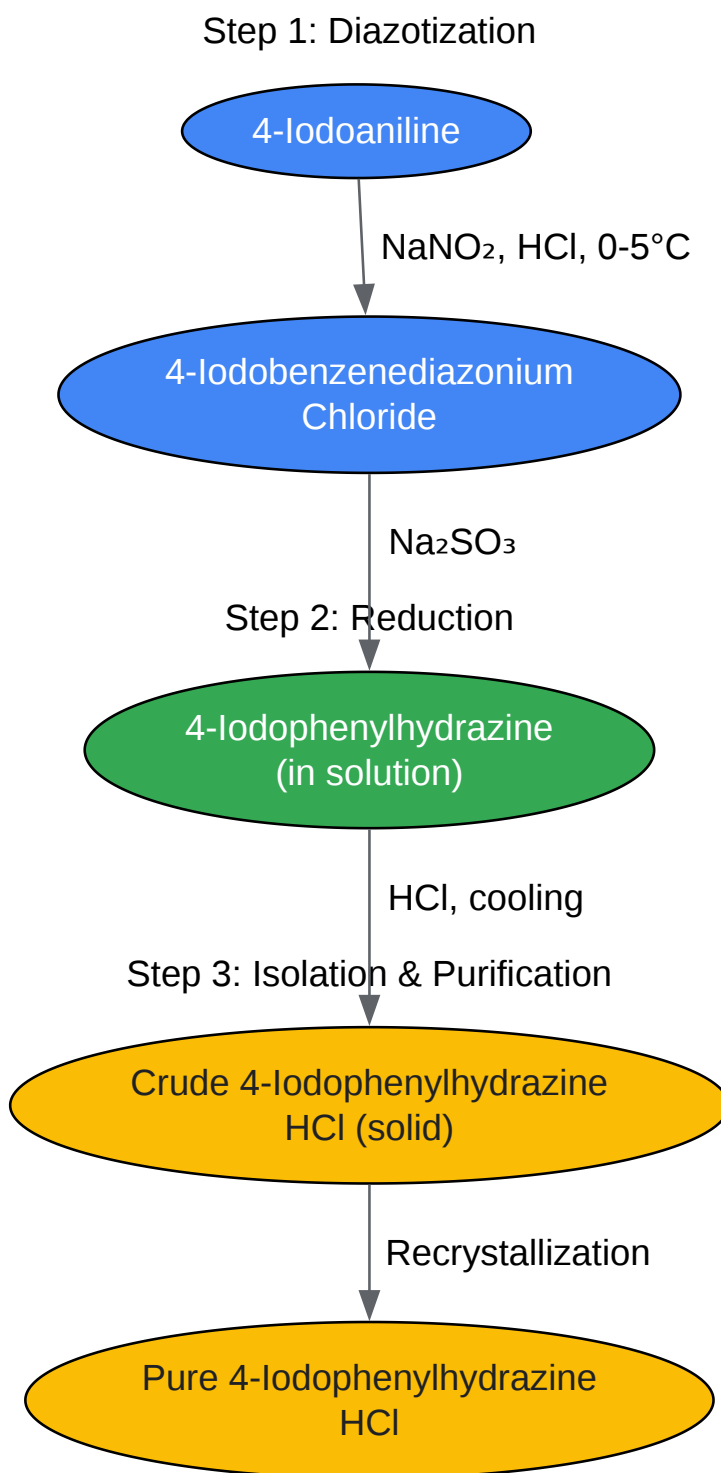 Step 1: Diazotization
4-Iodoaniline
NaNO₂, HCl, 0-5°C
4-Iodobenzenediazonium
Chloride
Na₂SO₃
Step 2: Reduction
4-Iodophenylhydrazine
(in solution)
HCl, cooling
Step 3: Isolation & Purification
Crude 4-Iodophenylhydrazine
HCl (solid)
Recrystallization
Pure 4-Iodophenylhydrazine
HCl